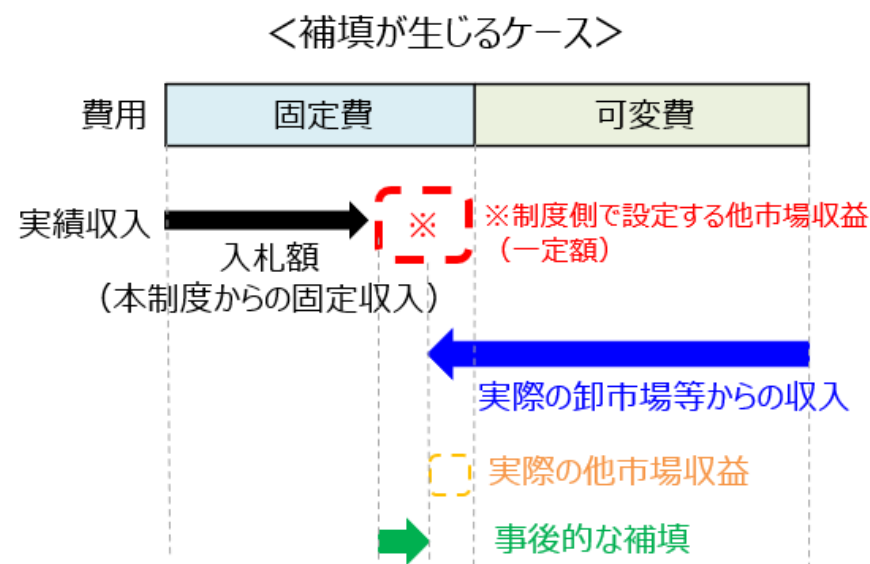 ＜補填が生じるケース＞
費用
固定費
可変費
実績収入
※
※制度側で設定する他市場収益
（一定額）
入札額
（本制度からの固定収入）
実際の卸市場等からの収入
実際の他市場収益
事後的な補填